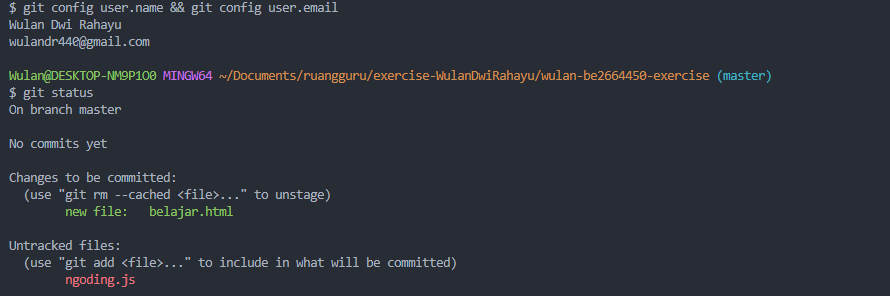 $ git config user.name && git config user.email
Wulan Dwi Rahayu
wulandr440@gmail.com
Wulan@DESKTOP-NM9P1O0 MINGW64 ~/Documents/ruangguru/exercise-WulanDwiRahayu/wulan-be2664450-exercise (master)
$ git status
On branch master
No commits yet
Changes to be committed:
(use "git rm --cached <file>..." to unstage)
new file:   belajar.html
Untracked files:
(use "git add <file>..." to include in what will be committed)
ngoding.js